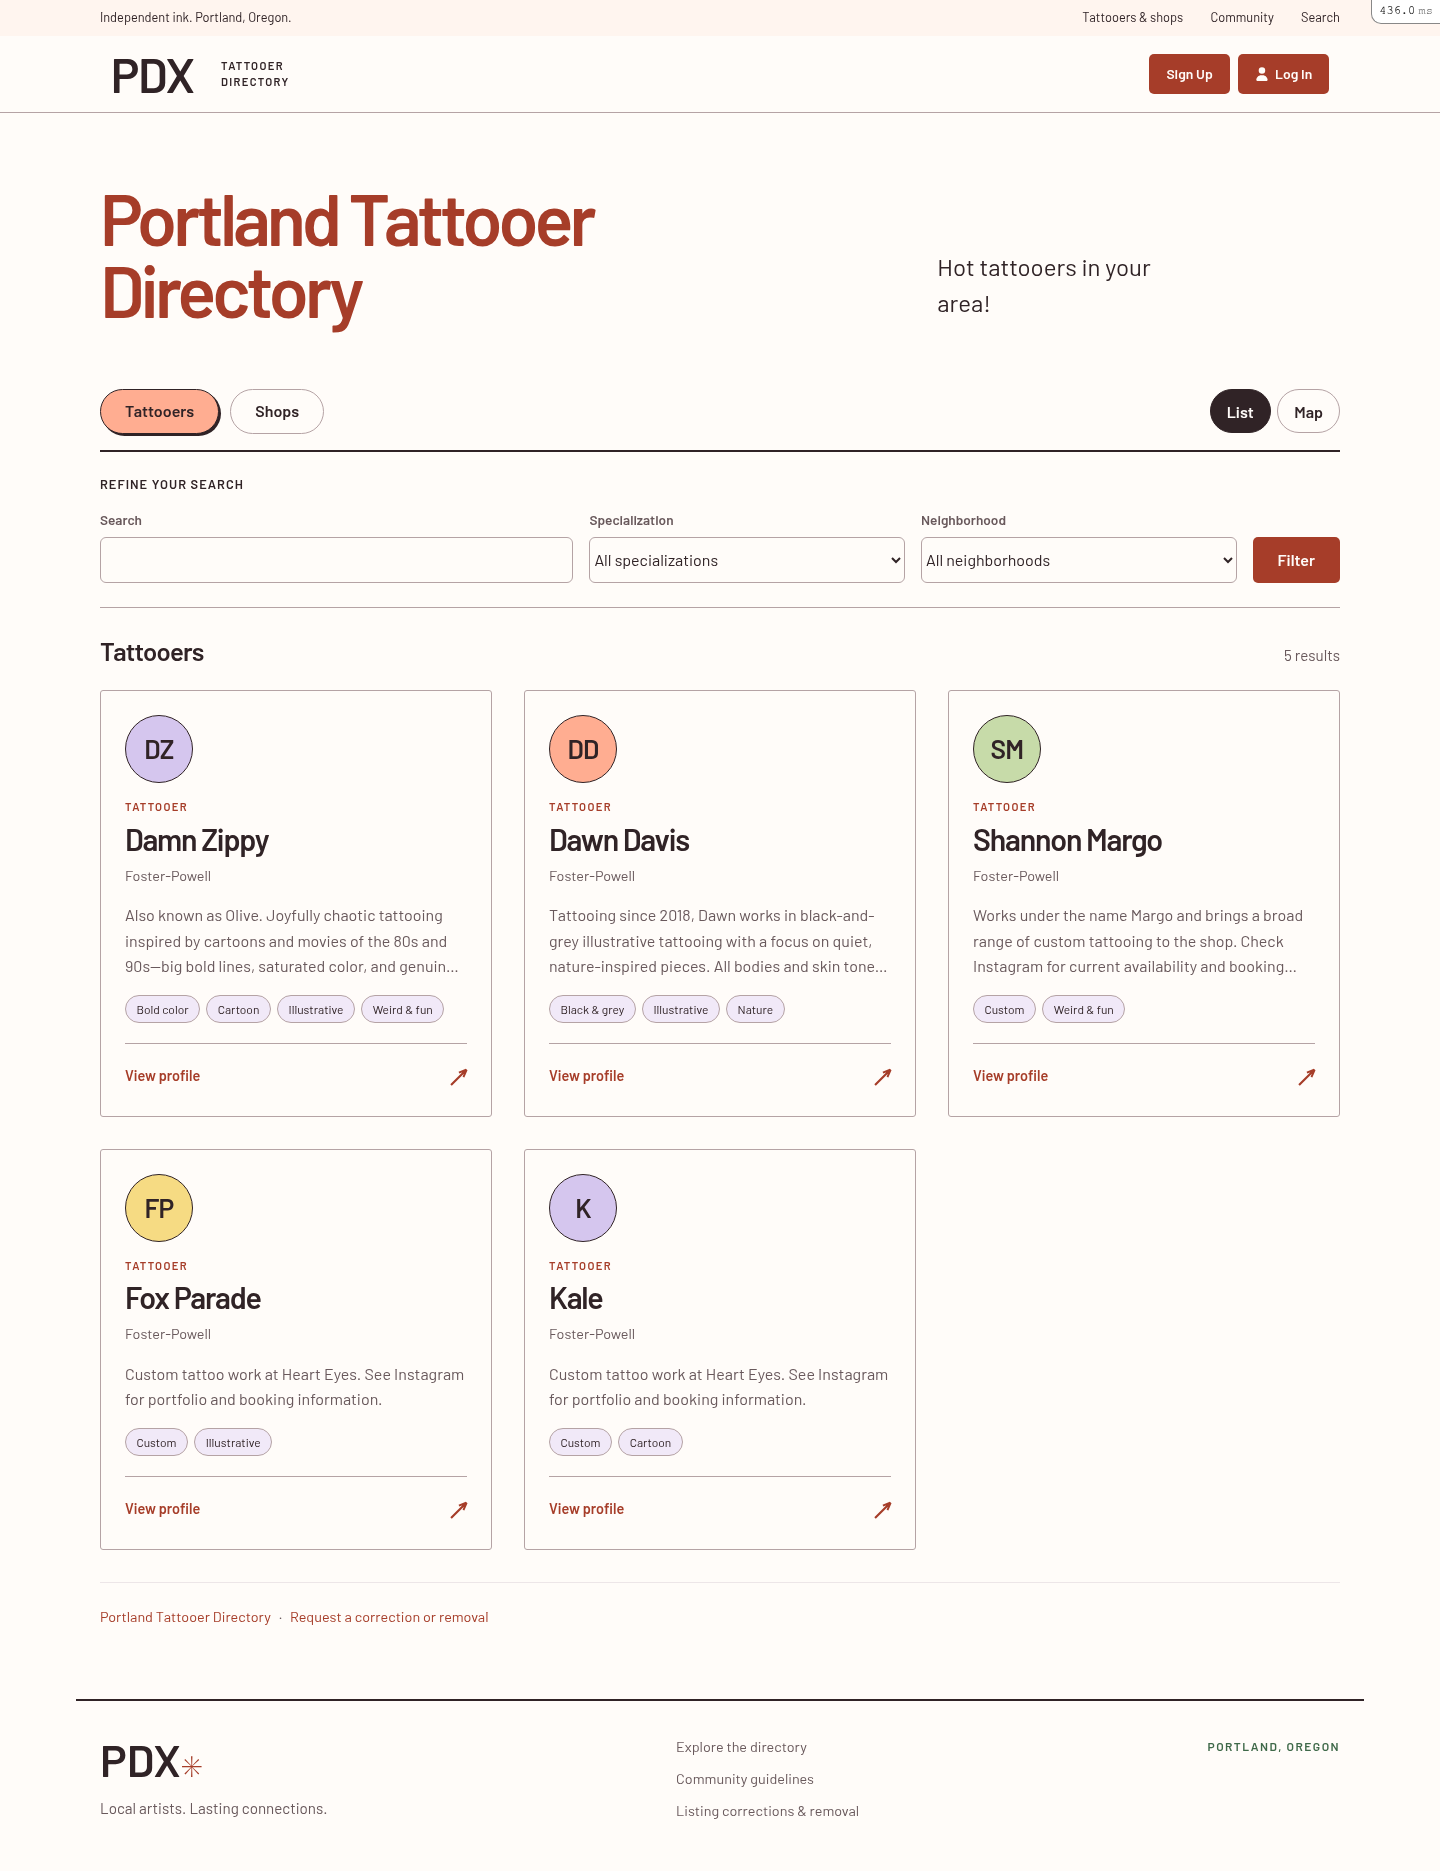 Independent ink. Portland, Oregon.
Tattooers & shops Community Search
436.0 ms
PDX
TATTOOER
DIRECTORY
Sign Up
Log In
Portland Tattooer
Directory
Hot tattooers in your
area!
Tattooers
Shops
List
Map
REFINE YOUR SEARCH
Search
Specialization
Neighborhood
All specializations
All neighborhoods
Filter
Tattooers
5 results
DZ
TATTOOER
Damn Zippy
Foster-Powell
Also known as Olive. Joyfully chaotic tattooing
inspired by cartoons and movies of the 80s and
90s—big bold lines, saturated color, and genuin…
Bold color Cartoon Illustrative Weird & fun
View profile
DD
TATTOOER
Dawn Davis
Foster-Powell
Tattooing since 2018, Dawn works in black-and-
grey illustrative tattooing with a focus on quiet,
nature-inspired pieces. All bodies and skin tone…
Black & grey Illustrative Nature
View profile
SM
TATTOOER
Shannon Margo
Foster-Powell
Works under the name Margo and brings a broad
range of custom tattooing to the shop. Check
Instagram for current availability and booking…
Custom Weird & fun
View profile
FP
TATTOOER
Fox Parade
Foster-Powell
Custom tattoo work at Heart Eyes. See Instagram
for portfolio and booking information.
Custom Illustrative
View profile
K
TATTOOER
Kale
Foster-Powell
Custom tattoo work at Heart Eyes. See Instagram
for portfolio and booking information.
Custom Cartoon
View profile
Portland Tattooer Directory · Request a correction or removal
PDX
Local artists. Lasting connections.
Explore the directory
Community guidelines
Listing corrections & removal
PORTLAND, OREGON